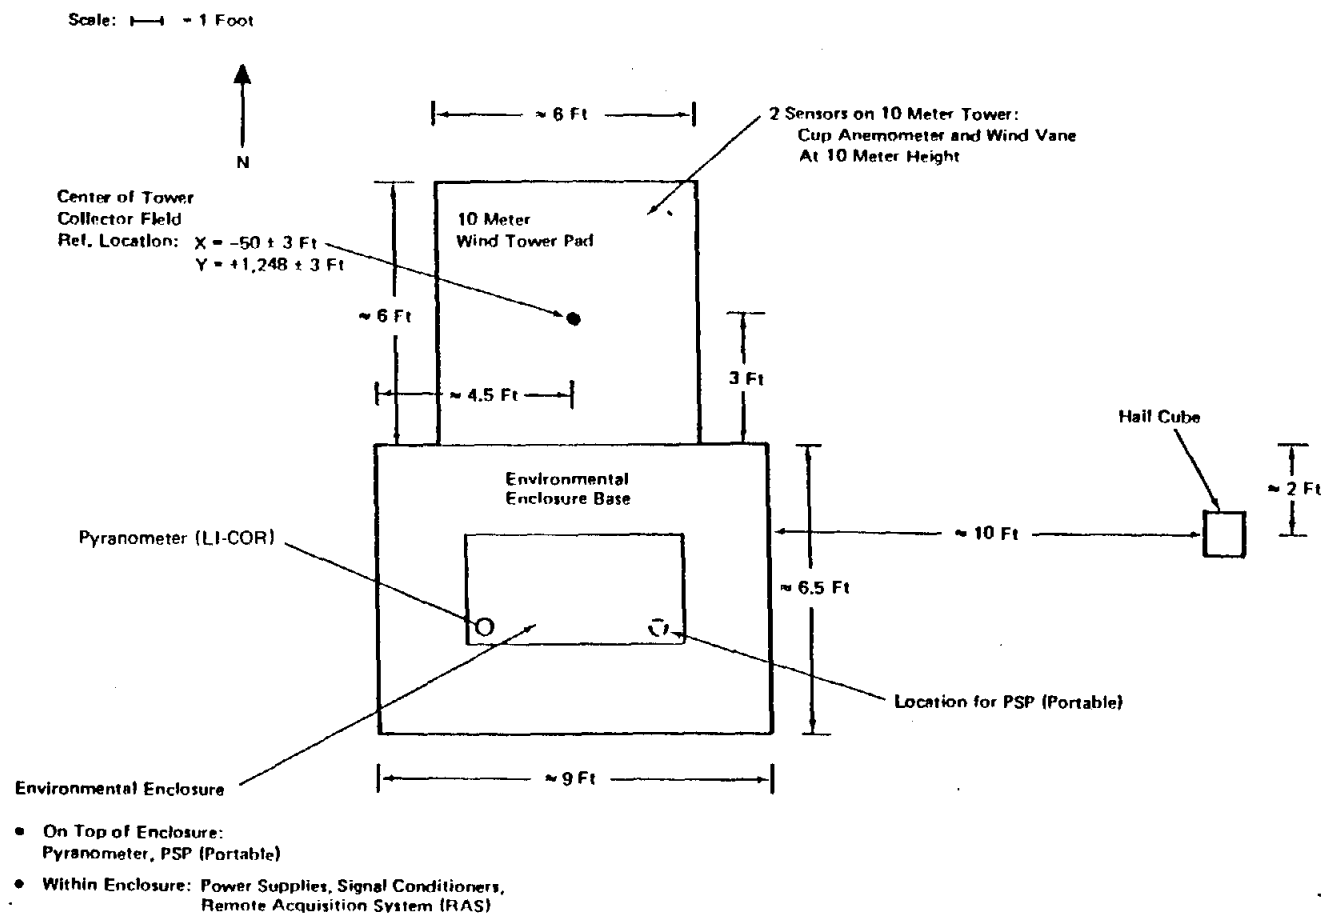 Scale: ≈ 1 Foot
N
≈ 6 Ft
2 Sensors on 10 Meter Tower:
Cup Anemometer and Wind Vane
At 10 Meter Height
Center of Tower
Collector Field
Ref. Location: X = -50 ± 3 Ft
Y = +1,248 ± 3 Ft
10 Meter
Wind Tower Pad
≈ 6 Ft
3 Ft
≈ 4.5 Ft
Hail Cube
Environmental
Enclosure Base
≈ 2 Ft
Pyranometer (LI-COR)
≈ 10 Ft
≈ 6.5 Ft
Location for PSP (Portable)
≈ 9 Ft
Environmental Enclosure
• On Top of Enclosure:
Pyranometer, PSP (Portable)
• Within Enclosure: Power Supplies, Signal Conditioners,
Remote Acquisition System (RAS)